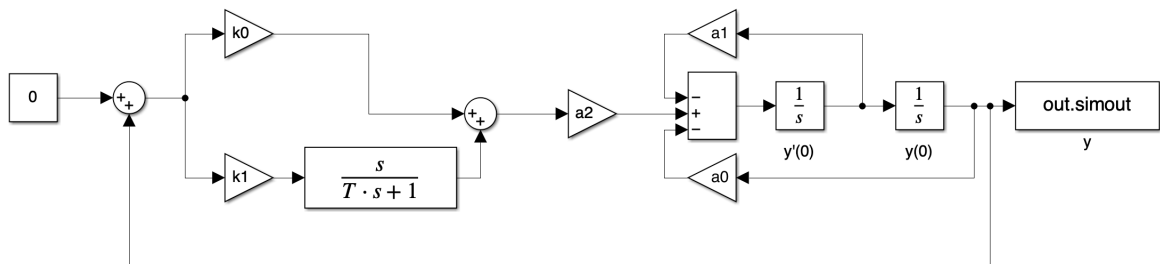 k0
a1
0
+
+
+
+
a2
−
+
−
1
s
1
s
out.simout
y'(0)
y(0)
y
k1
s
T · s + 1
a0